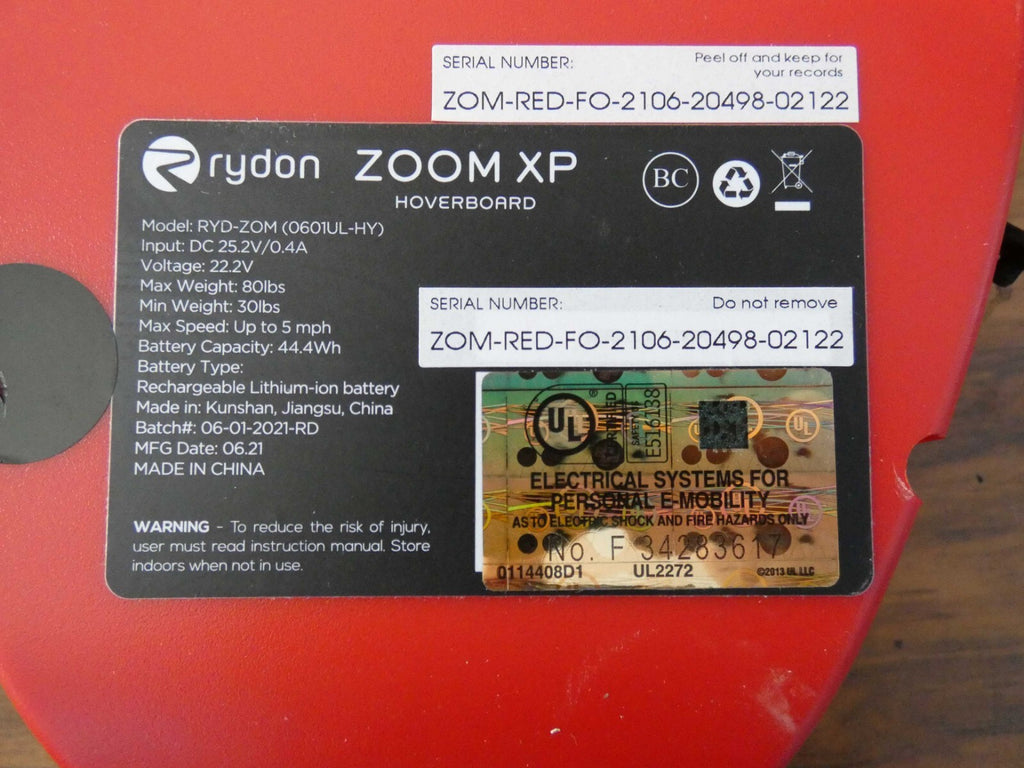 SERIAL NUMBER:
Peel off and keep for
your records
ZOM-RED-FO-2106-20498-02122
rydon
ZOOM XP
HOVERBOARD
BC
Model: RYD-ZOM (0601UL-HY)
Input: DC 25.2V/0.4A
Voltage: 22.2V
Max Weight: 80lbs
Min Weight: 30lbs
Max Speed: Up to 5 mph
Battery Capacity: 44.4Wh
Battery Type:
Rechargeable Lithium-ion battery
Made in: Kunshan, Jiangsu, China
Batch#: 06-01-2021-RD
MFG Date: 06.21
MADE IN CHINA
WARNING - To reduce the risk of injury,
user must read instruction manual. Store
indoors when not in use.
SERIAL NUMBER:
Do not remove
ZOM-RED-FO-2106-20498-02122
UL
®
SAFETY
E516138
UL
ELECTRICAL SYSTEMS FOR
PERSONAL E-MOBILITY
AS TO ELECTRIC SHOCK AND FIRE HAZARDS ONLY
No. F 34283617
0114408D1
UL2272
©2013 UL LLC